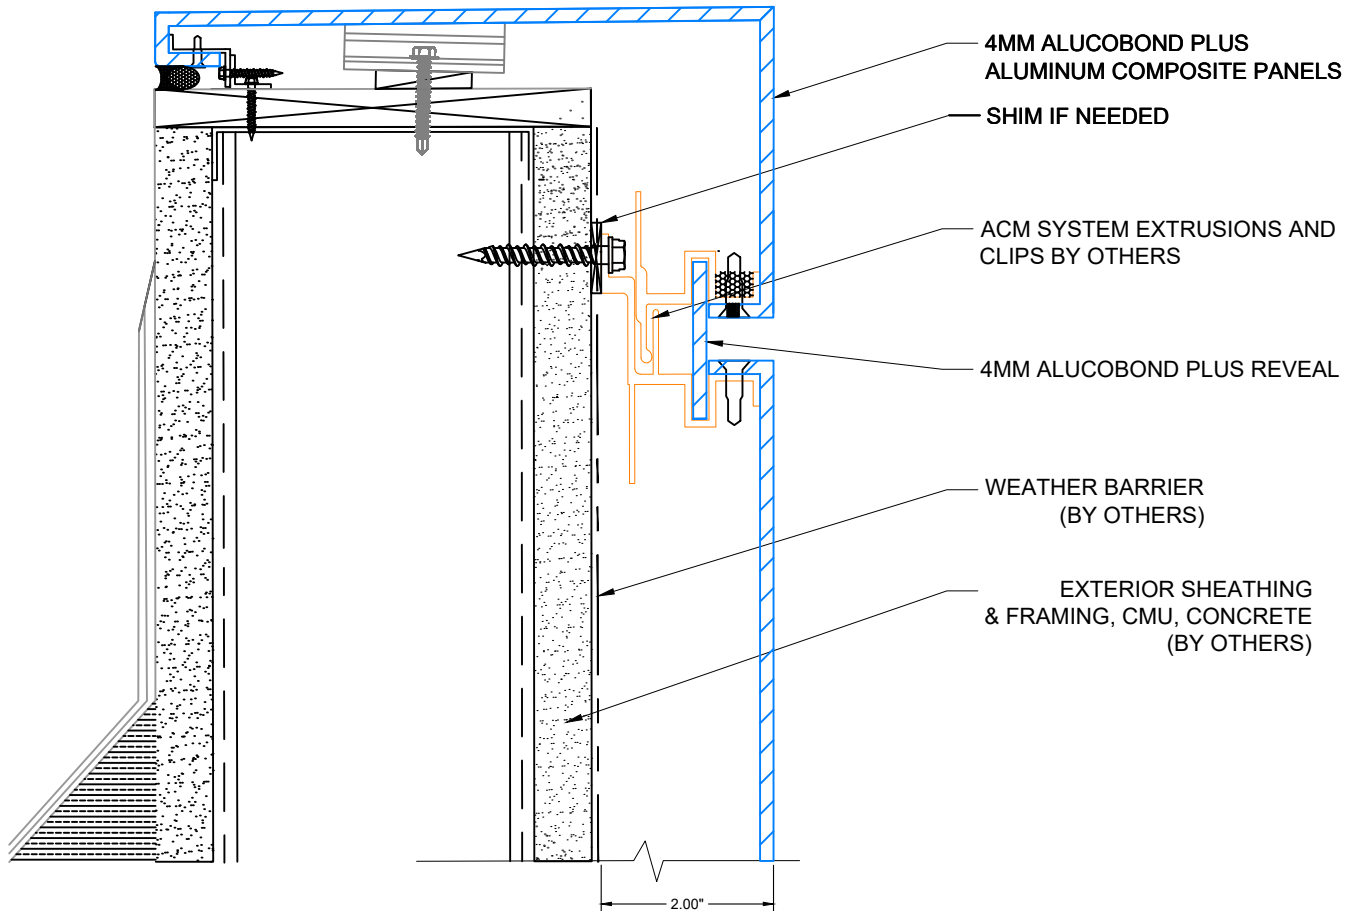 4MM ALUCOBOND PLUS
ALUMINUM COMPOSITE PANELS
SHIM IF NEEDED
ACM SYSTEM EXTRUSIONS AND
CLIPS BY OTHERS
4MM ALUCOBOND PLUS REVEAL
WEATHER BARRIER
(BY OTHERS)
EXTERIOR SHEATHING
& FRAMING, CMU, CONCRETE
(BY OTHERS)
2.00"